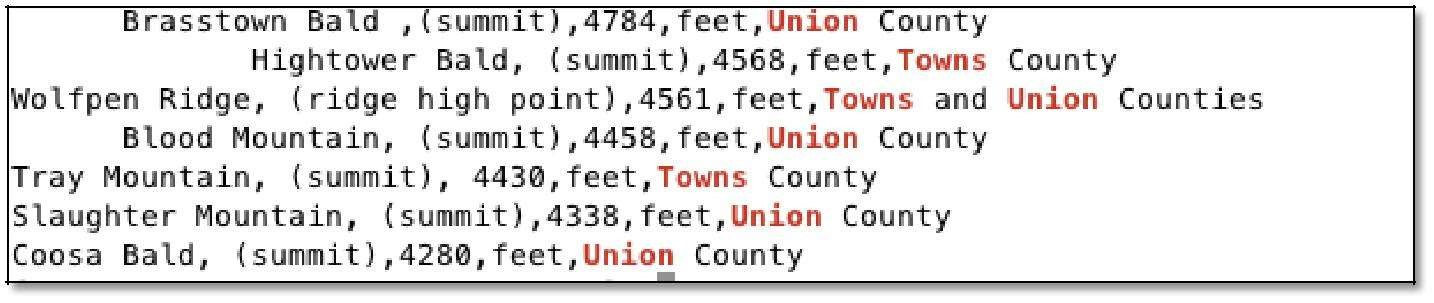 Brasstown Bald ,(summit),4784,feet,Union County
Hightower Bald, (summit),4568,feet,Towns County
Wolfpen Ridge, (ridge high point),4561,feet,Towns and Union Counties
Blood Mountain, (summit),4458,feet,Union County
Tray Mountain, (summit), 4430,feet,Towns County
Slaughter Mountain, (summit),4338,feet,Union County
Coosa Bald, (summit),4280,feet,Union County